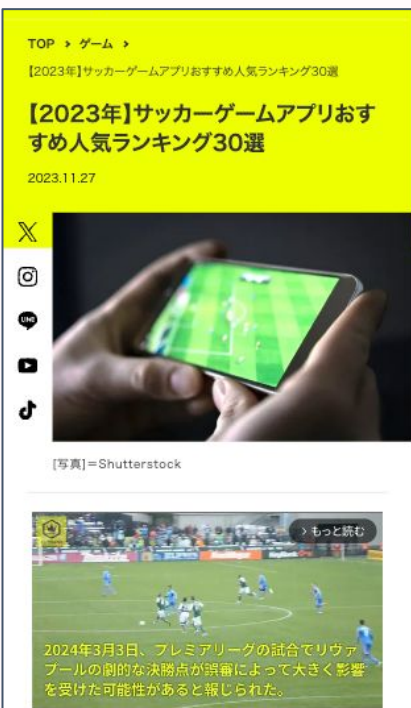 TOP > ゲーム >
【2023年】サッカーゲームアプリおすすめ人気ランキング30選
【2023年】サッカーゲームアプリおす
すめ人気ランキング30選
2023.11.27
LINE
[写真]=Shutterstock
> もっと読む
2024年3月3日、プレミアリーグの試合でリヴァ
プールの劇的な決勝点が誤審によって大きく影響
を受けた可能性があると報じられた。